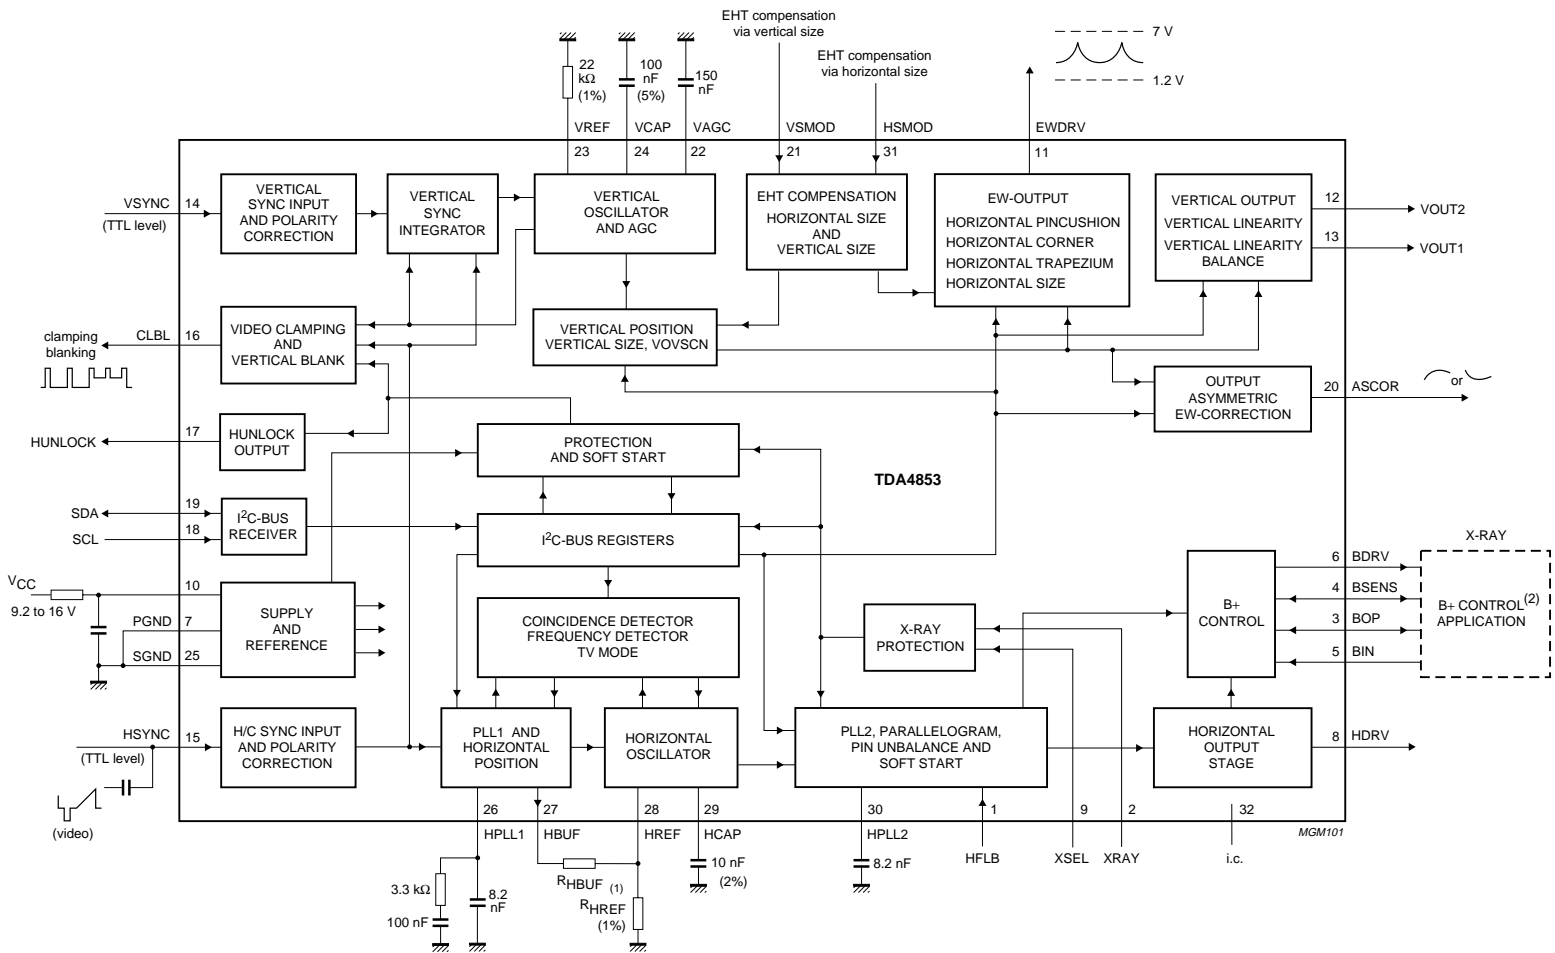 EHT compensation
via vertical size
EHT compensation
via horizontal size
7 V
1.2 V
22
kΩ
(1%)
100
nF
(5%)
150
nF
VREF
VCAP
VAGC
VSMOD
HSMOD
EWDRV
23
24
22
21
31
11
VSYNC
(TTL level)
14
VERTICAL
SYNC INPUT
AND POLARITY
CORRECTION
VERTICAL
SYNC
INTEGRATOR
VERTICAL
OSCILLATOR
AND AGC
EHT COMPENSATION
HORIZONTAL SIZE
AND
VERTICAL SIZE
EW-OUTPUT
HORIZONTAL PINCUSHION
HORIZONTAL CORNER
HORIZONTAL TRAPEZIUM
HORIZONTAL SIZE
VERTICAL OUTPUT
VERTICAL LINEARITY
VERTICAL LINEARITY
BALANCE
12
VOUT2
13
VOUT1
clamping
blanking
CLBL
16
VIDEO CLAMPING
AND
VERTICAL BLANK
VERTICAL POSITION
VERTICAL SIZE, VOVSCN
OUTPUT
ASYMMETRIC
EW-CORRECTION
20
ASCOR
or
HUNLOCK
17
HUNLOCK
OUTPUT
PROTECTION
AND SOFT START
TDA4853
SDA
19
SCL
18
I2C-BUS
RECEIVER
I2C-BUS REGISTERS
X-RAY
VCC
9.2 to 16 V
10
PGND
7
SGND
25
SUPPLY
AND
REFERENCE
COINCIDENCE DETECTOR
FREQUENCY DETECTOR
TV MODE
X-RAY
PROTECTION
B+
CONTROL
6
BDRV
4
BSENS
3
BOP
5
BIN
B+ CONTROL(2)
APPLICATION
HSYNC
(TTL level)
15
(video)
H/C SYNC INPUT
AND POLARITY
CORRECTION
PLL1 AND
HORIZONTAL
POSITION
HORIZONTAL
OSCILLATOR
PLL2, PARALLELOGRAM,
PIN UNBALANCE AND
SOFT START
HORIZONTAL
OUTPUT
STAGE
8
HDRV
26
27
28
29
30
1
9
2
32
MGM101
HPLL1
HBUF
HREF
HCAP
HPLL2
HFLB
XSEL
XRAY
i.c.
3.3 kΩ
100 nF
8.2
nF
RHBUF (1)
RHREF
(1%)
10 nF
(2%)
8.2 nF